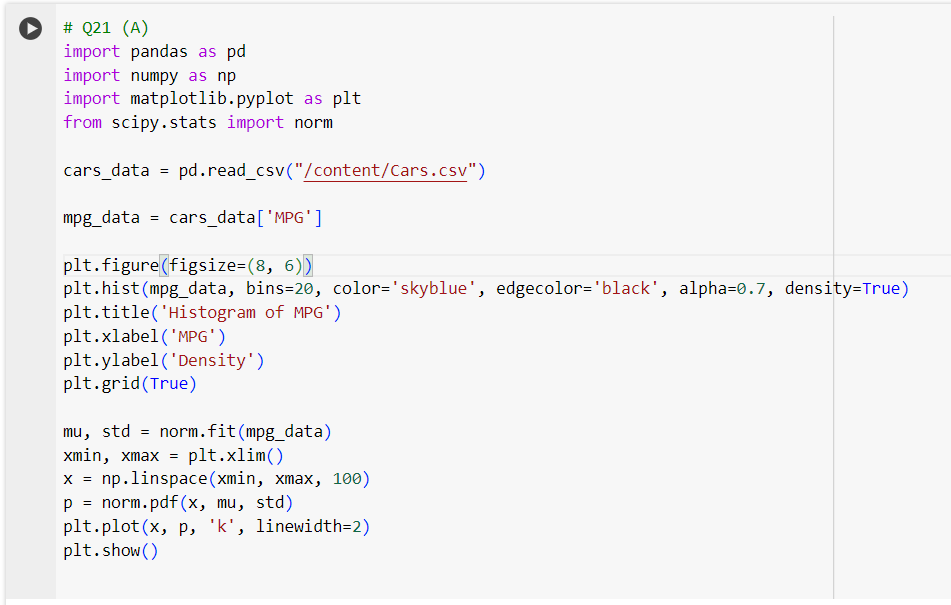 # Q21 (A)
import pandas as pd
import numpy as np
import matplotlib.pyplot as plt
from scipy.stats import norm
cars_data = pd.read_csv("/content/Cars.csv")
mpg_data = cars_data['MPG']
plt.figure(figsize=(8, 6))
plt.hist(mpg_data, bins=20, color='skyblue', edgecolor='black', alpha=0.7, density=True)
plt.title('Histogram of MPG')
plt.xlabel('MPG')
plt.ylabel('Density')
plt.grid(True)
mu, std = norm.fit(mpg_data)
xmin, xmax = plt.xlim()
x = np.linspace(xmin, xmax, 100)
p = norm.pdf(x, mu, std)
plt.plot(x, p, 'k', linewidth=2)
plt.show()